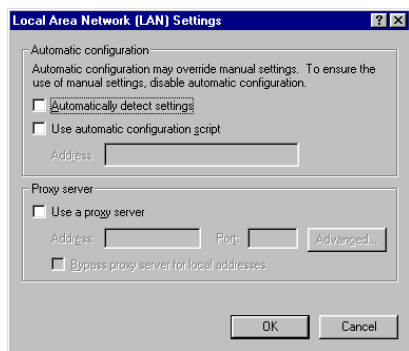 Local Area Network (LAN) Settings
Automatic configuration
Automatic configuration may override manual settings. To ensure the
use of manual settings, disable automatic configuration.
Automatically detect settings
Use automatic configuration script
Address
Proxy server
Use a proxy server
Address: Port: Advanced...
Bypass proxy server for local addresses
OK Cancel